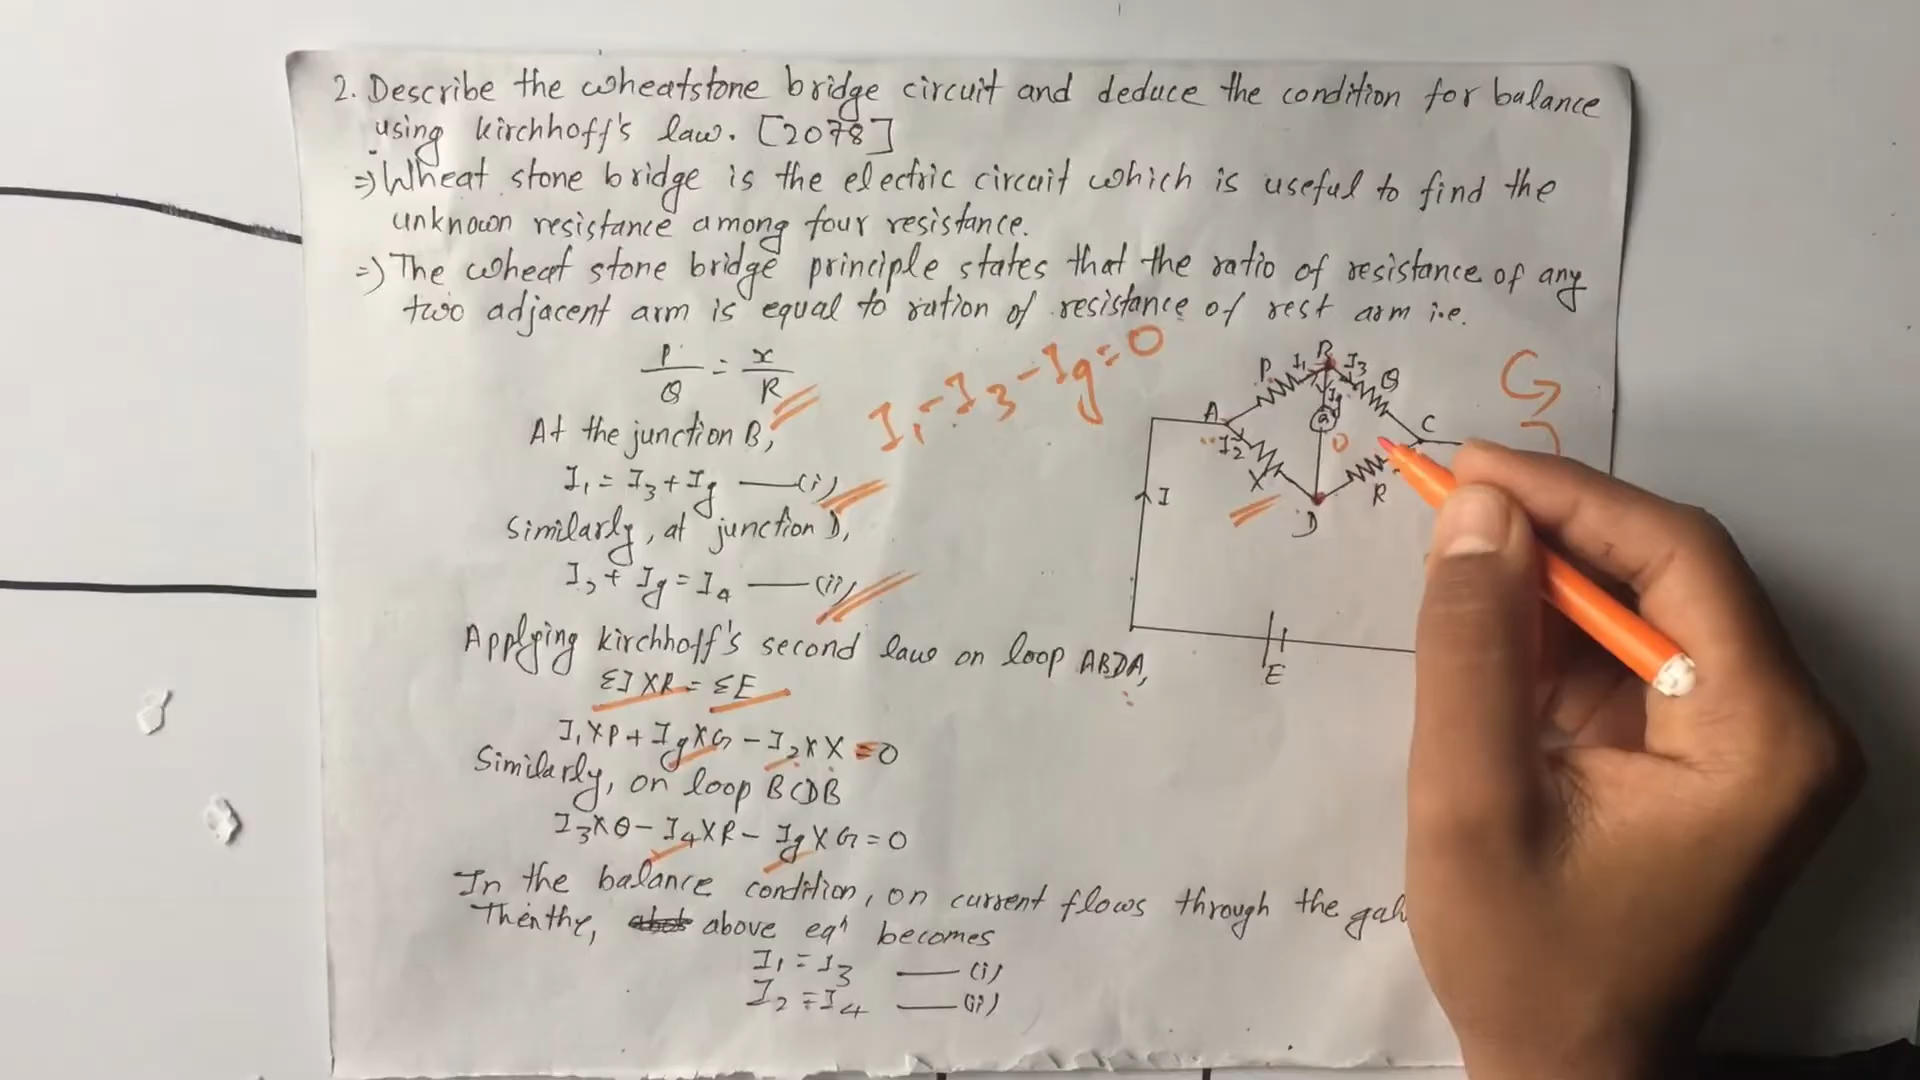 2. Describe the wheatstone bridge circuit and deduce the condition for balance
using kirchhoff's law. [2078]
=> Wheat stone bridge is the electric circuit which is useful to find the
unknown resistance among four resistance.
=> The wheat stone bridge principle states that the ratio of resistance of any
two adjacent arm is equal to ration of resistance of rest arm i.e.
P/Q = x/R
I₁ - I₃ - Ig = 0
At the junction B,
I₁ = I₃ + Ig —— (i)
Similarly, at junction D,
I₂ + Ig = I₄ —— (ii)
Applying kirchhoff's second law on loop ABDA,
ΣI X R = ΣE
I₁ X P + Ig X G - I₂ X X = 0
Similarly, on loop BCDB
I₃ X Q - I₄ X R - Ig X G = 0
In the balance condition, on current flows through the
above eqⁿ becomes
I₁ = I₃ —— (i)
I₂ = I₄ —— (ii)
B
P I₁ I₃ Q
Ig
A G C
I₂ 0
X R
D
I
E
G